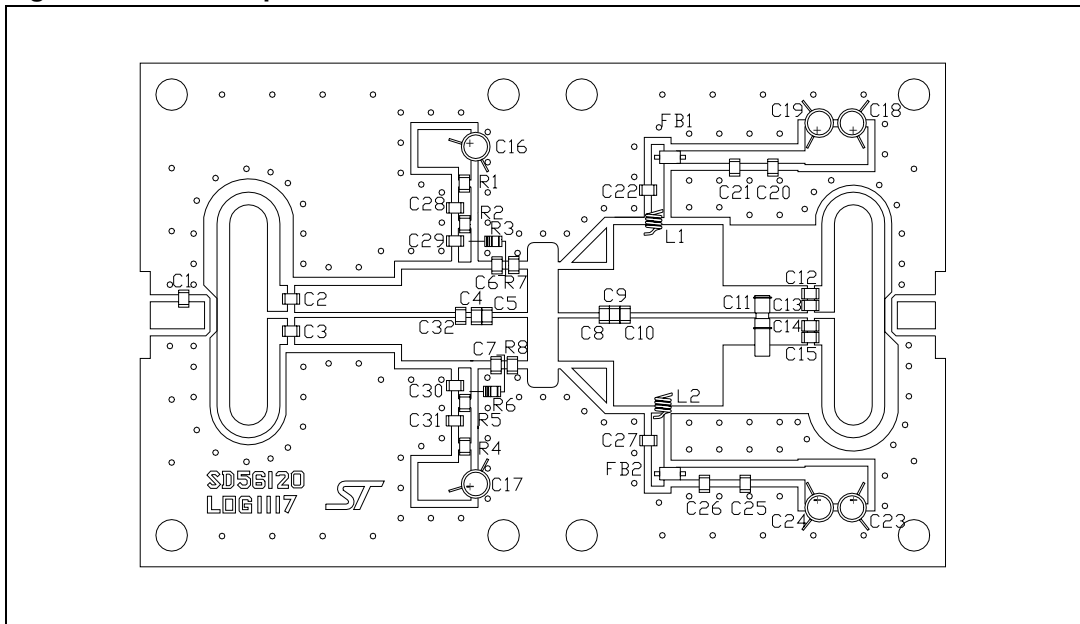 C19 C18
FB1
C16
R1
C22 C21 C20
C28 R2
R3
C29 L1
C6 R7
C1 C12
C2 C4 C5 C9 C11 C13
C32 C8 C10 C14
C3 C15
C7 R8
C30
R6
L2
C31 R5
R4 C27
FB2
SD56120 C17
LOG1117 ST C26 C25 C24 C23